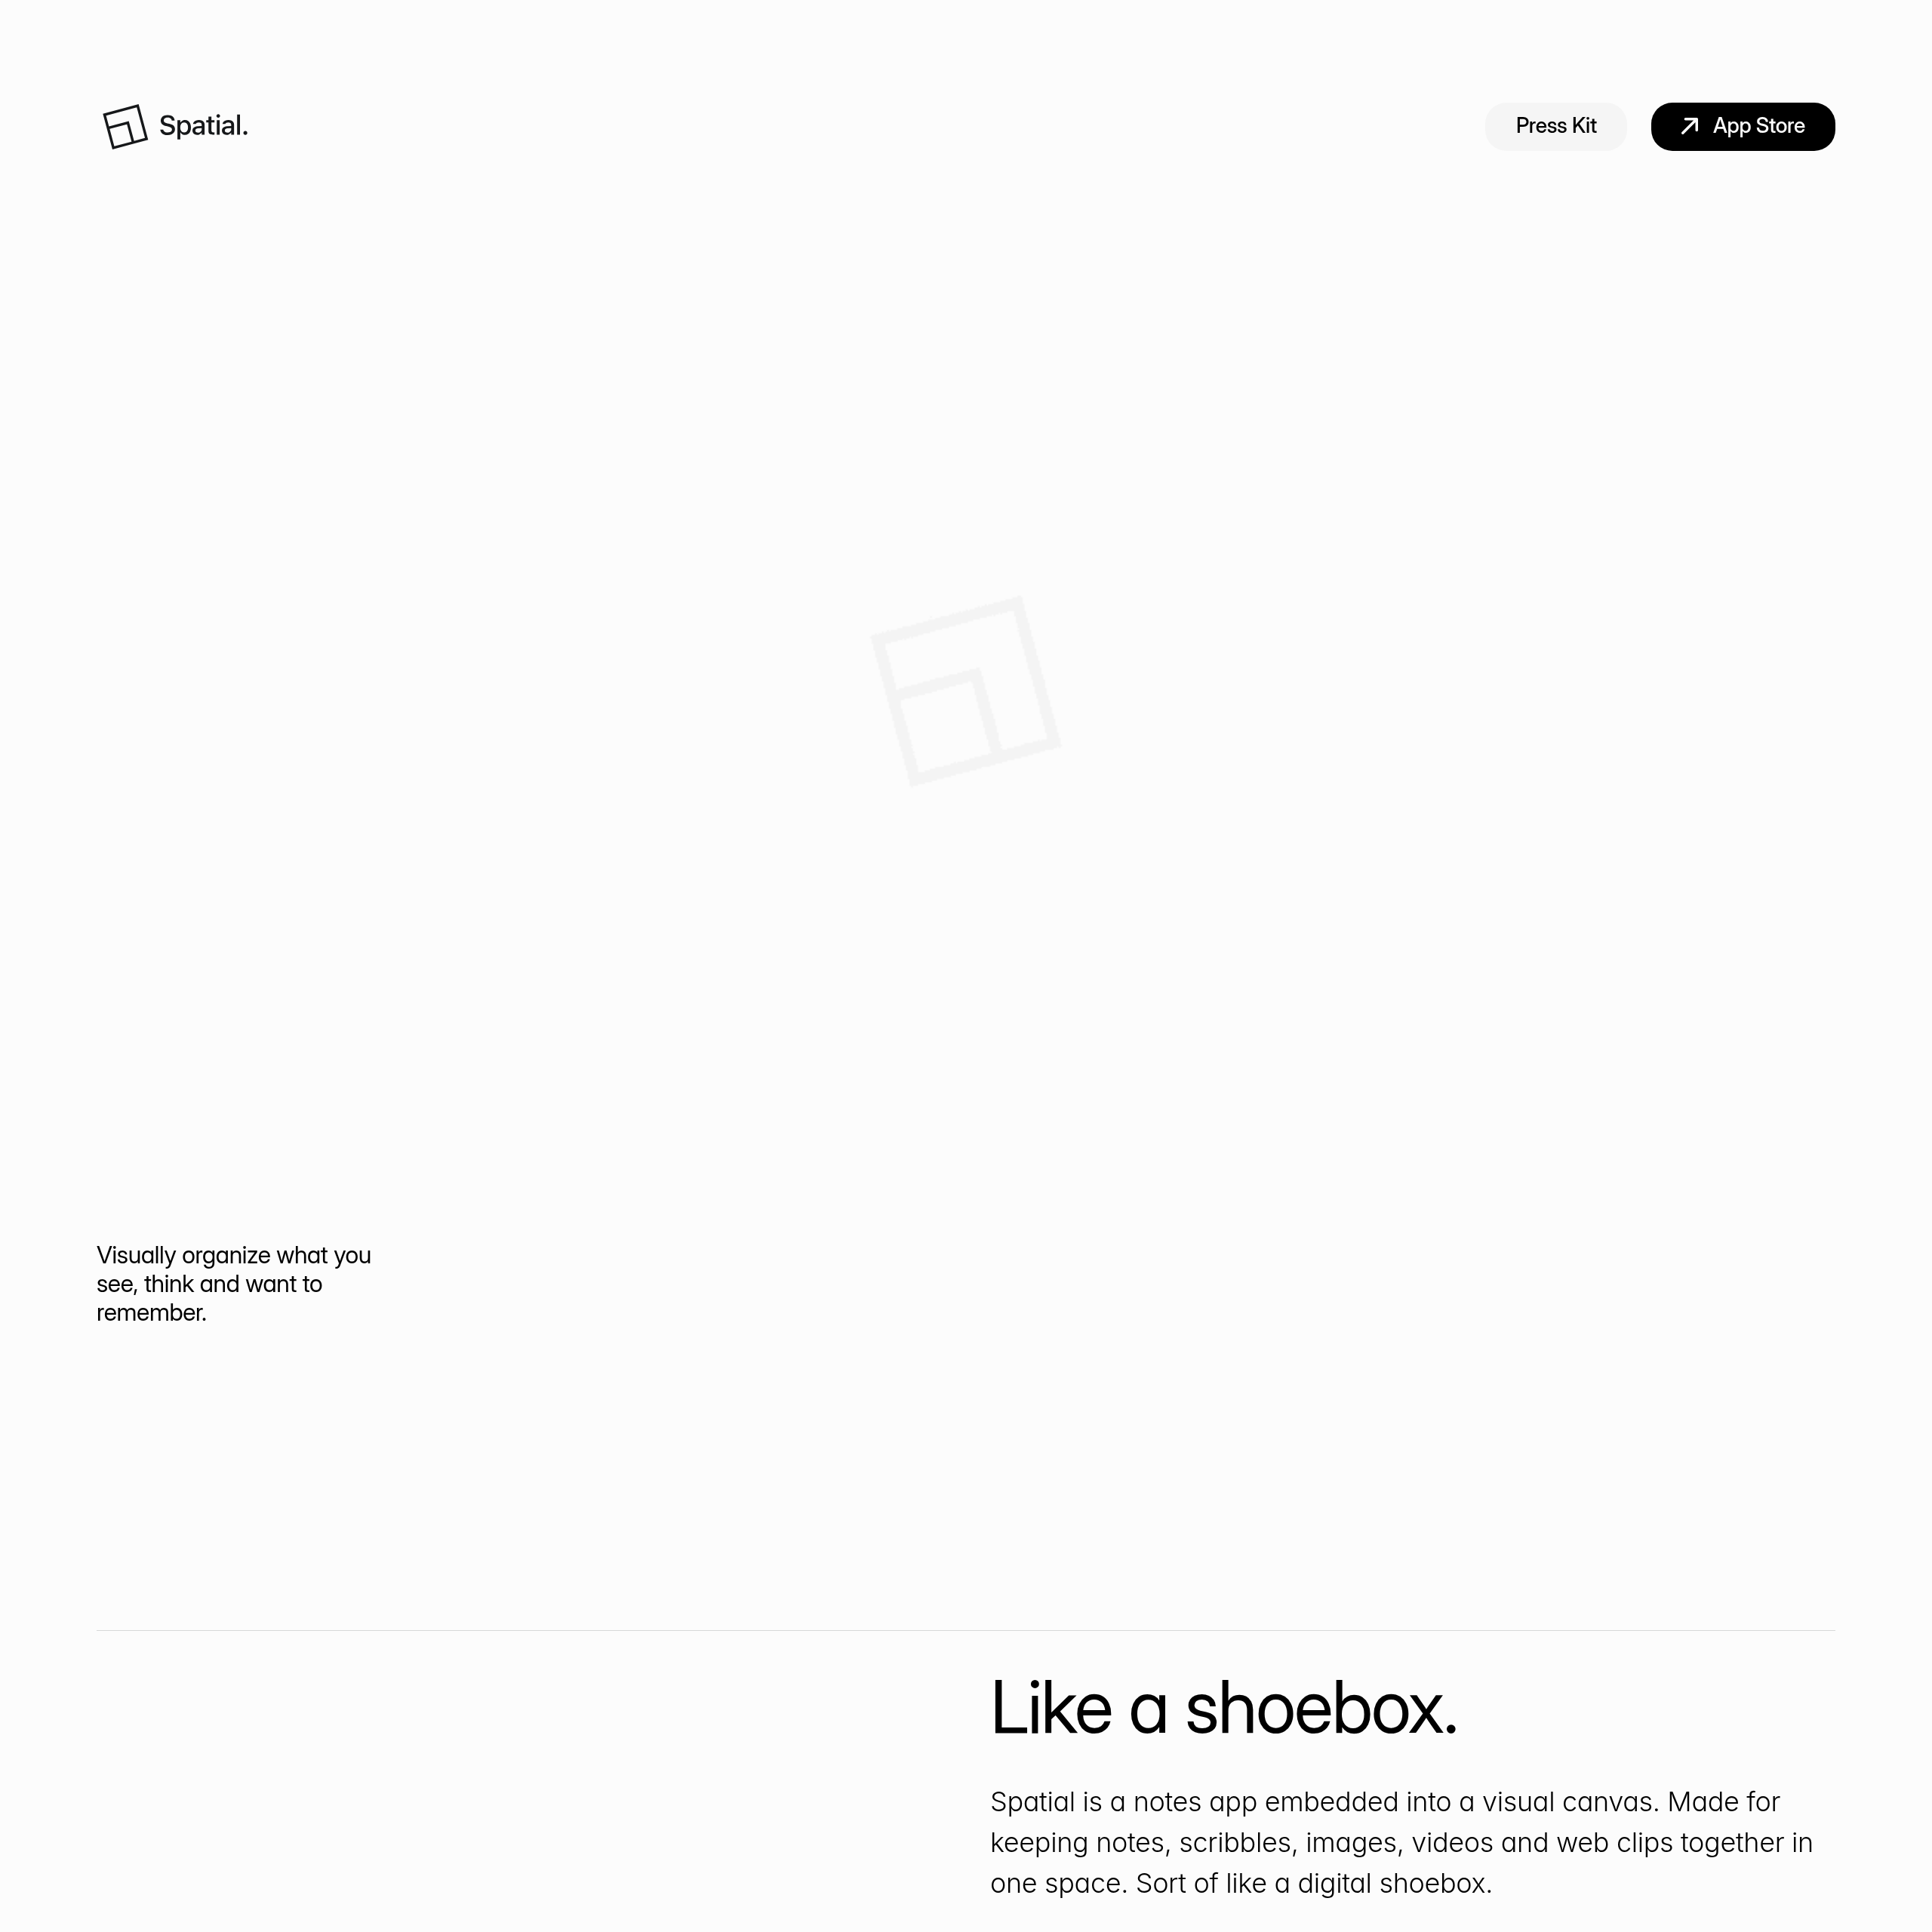 Spatial.
Press Kit
App Store
Visually organize what you
see, think and want to
remember.
Like a shoebox.
Spatial is a notes app embedded into a visual canvas. Made for
keeping notes, scribbles, images, videos and web clips together in
one space. Sort of like a digital shoebox.